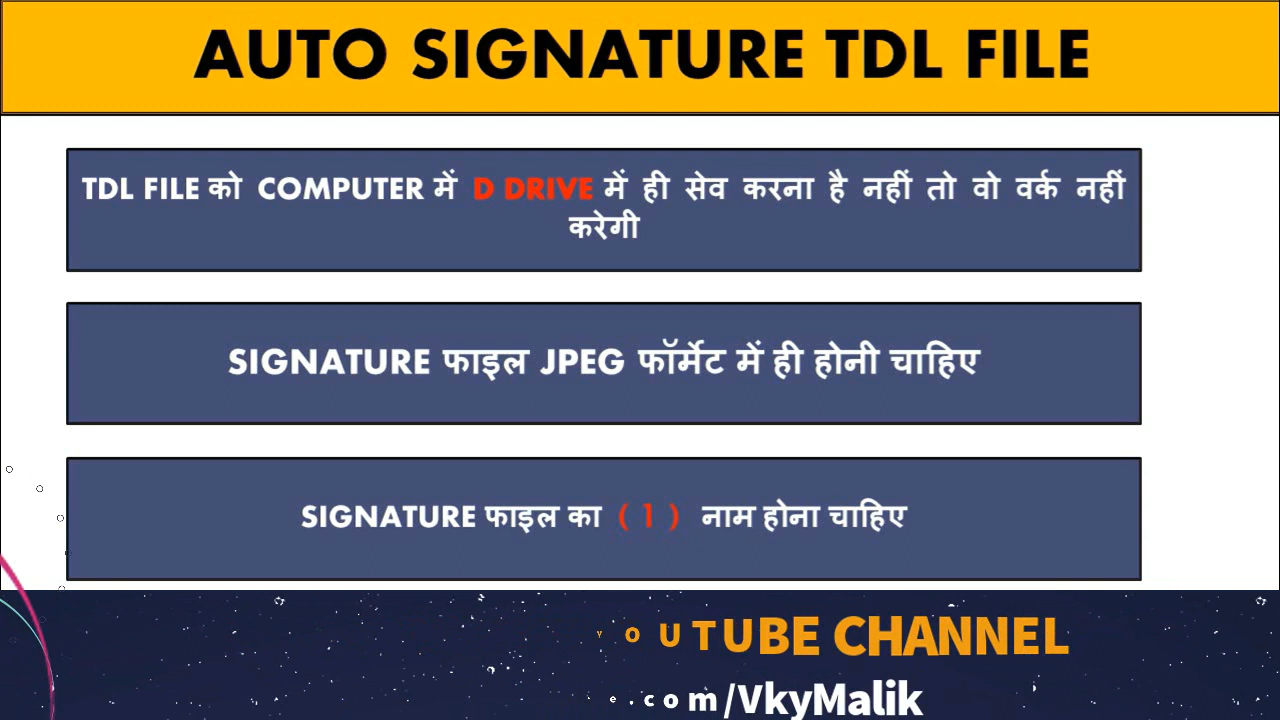 AUTO SIGNATURE TDL FILE
TDL FILE को COMPUTER में D DRIVE में ही सेव करना है नहीं तो वो वर्क नहीं
करेगी
SIGNATURE फाइल JPEG फॉर्मेट में ही होनी चाहिए
SIGNATURE फाइल का ( 1 ) नाम होना चाहिए
YOUTUBE CHANNEL
e.com/VkyMalik